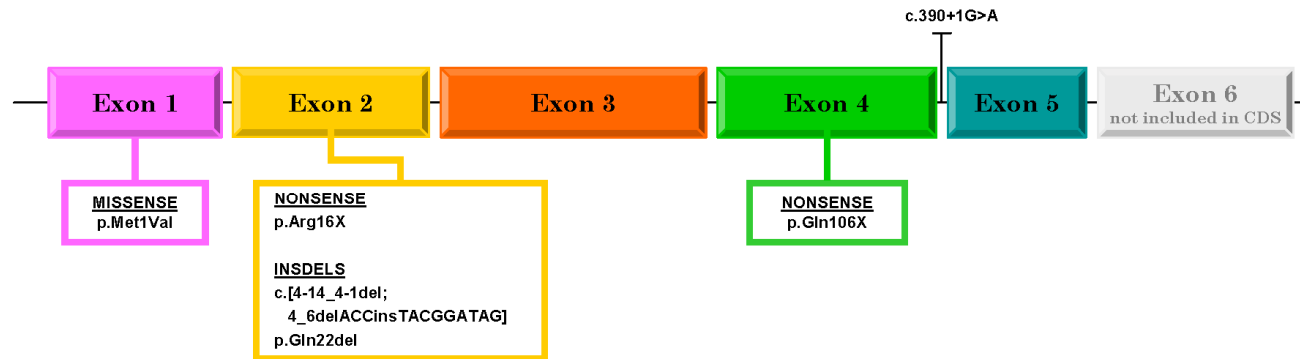 c.390+1G>A
Exon 1
Exon 2
Exon 3
Exon 4
Exon 5
Exon 6
not included in CDS
MISSENSE
p.Met1Val
NONSENSE
p.Arg16X
INSDELS
c.[4-14_4-1del;
4_6delACCinsTACGGATAG]
p.Gln22del
NONSENSE
p.Gln106X